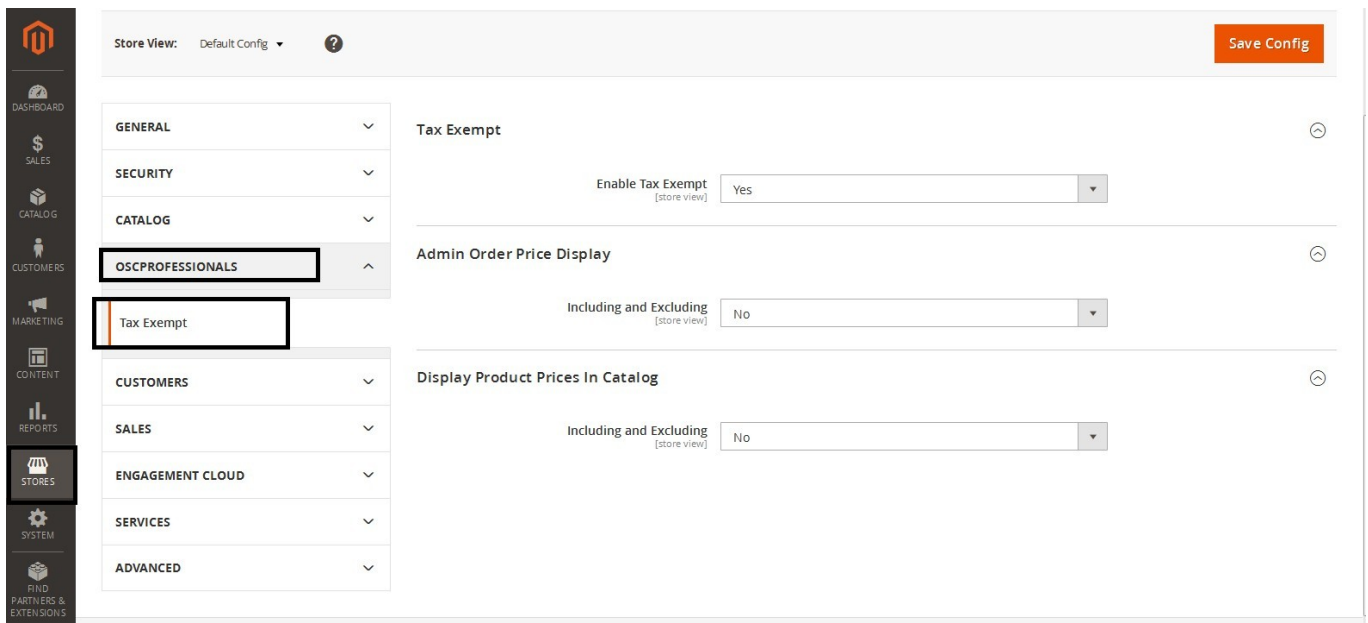 Store View: Default Config
?
Save Config
DASHBOARD
$
SALES
CATALOG
CUSTOMERS
MARKETING
CONTENT
REPORTS
STORES
SYSTEM
FIND
PARTNERS &
EXTENSIONS
GENERAL
SECURITY
CATALOG
OSCPROFESSIONALS
Tax Exempt
CUSTOMERS
SALES
ENGAGEMENT CLOUD
SERVICES
ADVANCED
Tax Exempt
Enable Tax Exempt Yes
[store view]
Admin Order Price Display
Including and Excluding No
[store view]
Display Product Prices In Catalog
Including and Excluding No
[store view]